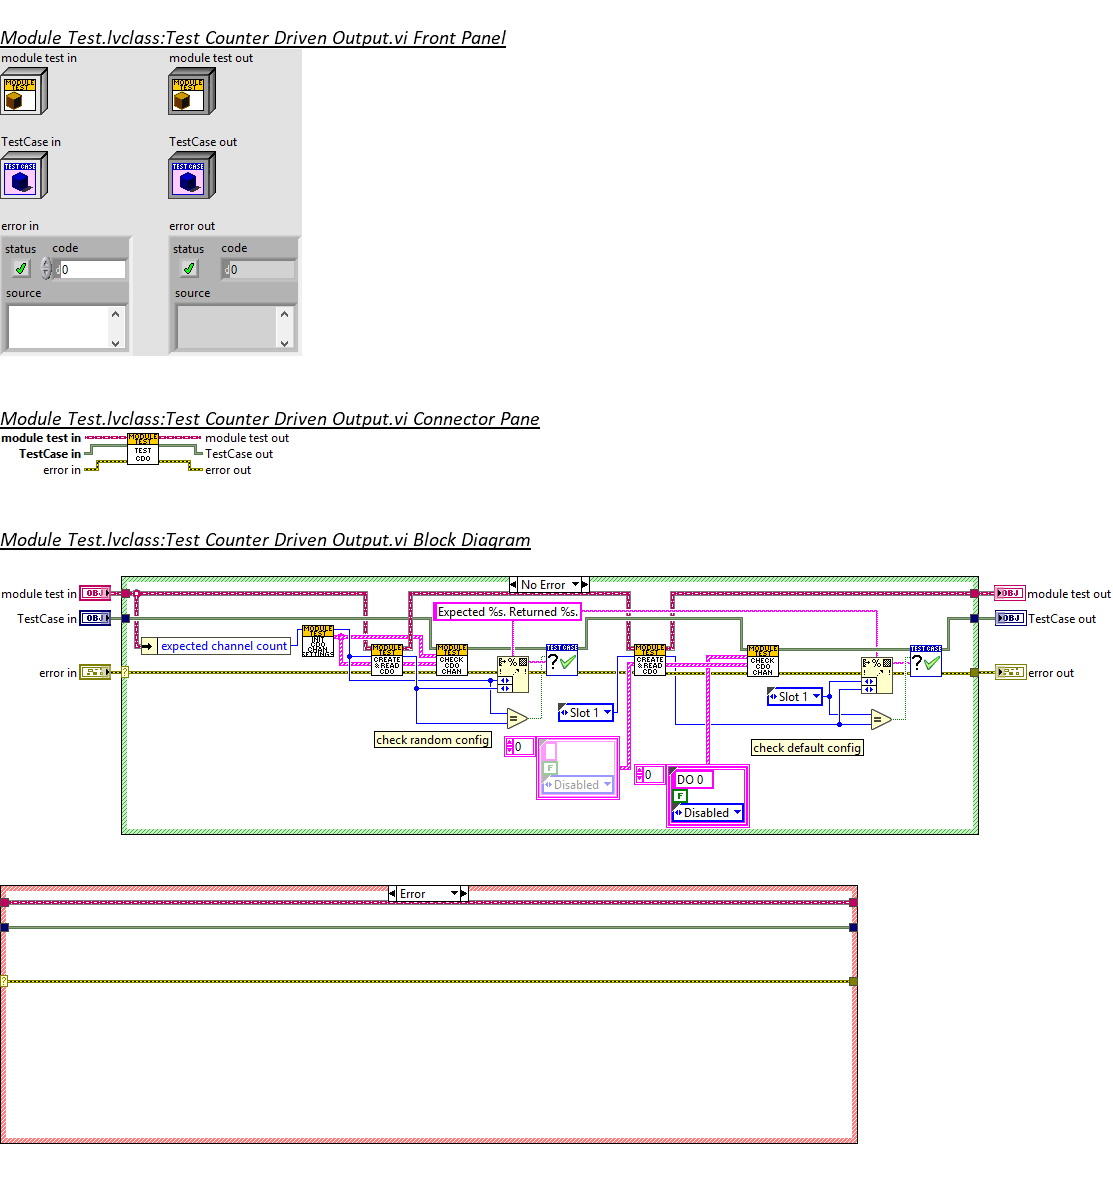 Module Test.lvclass:Test Counter Driven Output.vi Front Panel
module test in
module test out
MODULE TEST
MODULE TEST
TestCase in
TestCase out
TEST CASE
TEST CASE
error in
error out
status code
status code
0
0
source
source
Module Test.lvclass:Test Counter Driven Output.vi Connector Pane
module test in
MODULE TEST
module test out
TestCase in
TEST CDO
TestCase out
error in
error out
Module Test.lvclass:Test Counter Driven Output.vi Block Diagram
No Error
module test in
OBJ
OBJ
module test out
Expected %s. Returned %s.
TestCase in
OBJ
OBJ
TestCase out
expected channel count
MODULE TEST
INIT CDO CHAN SETTINGS
MODULE TEST
CREATE & READ CDO
MODULE TEST
CHECK CDO CHAN
TEST CASE
?
MODULE TEST
CREATE & READ CDO
MODULE TEST
CHECK CDO CHAN
TEST CASE
?
%
%
error in
?
error out
Slot 1
Slot 1
=
=
check random config
check default config
0
F
Disabled
0
DO 0
F
Disabled
Error
?